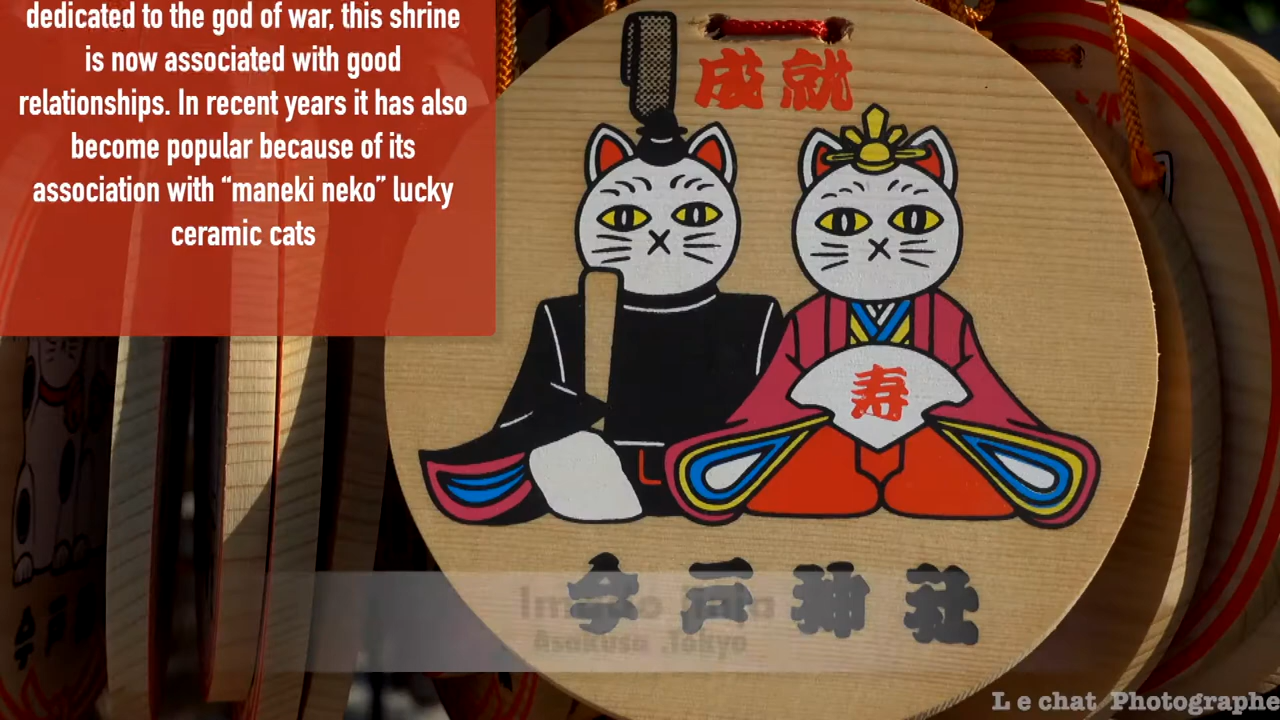 dedicated to the god of war, this shrine
is now associated with good
relationships. In recent years it has also
become popular because of its
association with “maneki neko” lucky
ceramic cats
成就
寿
今戸神社
Asakusa .Tokyo
L e chat Photographe